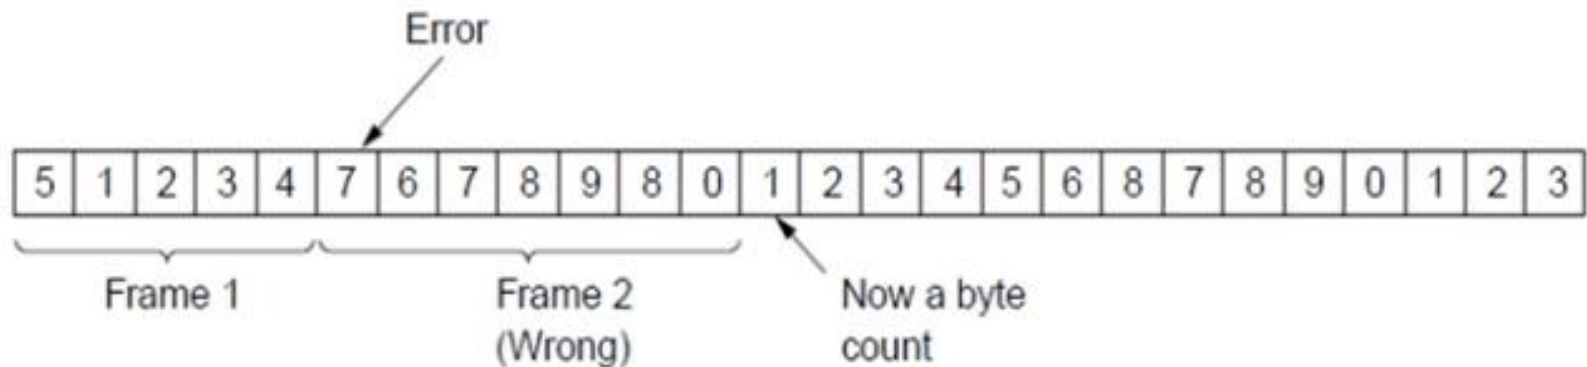 Error
5 1 2 3 4 7 6 7 8 9 8 0 1 2 3 4 5 6 8 7 8 9 0 1 2 3
Frame 1
Frame 2
(Wrong)
Now a byte
count